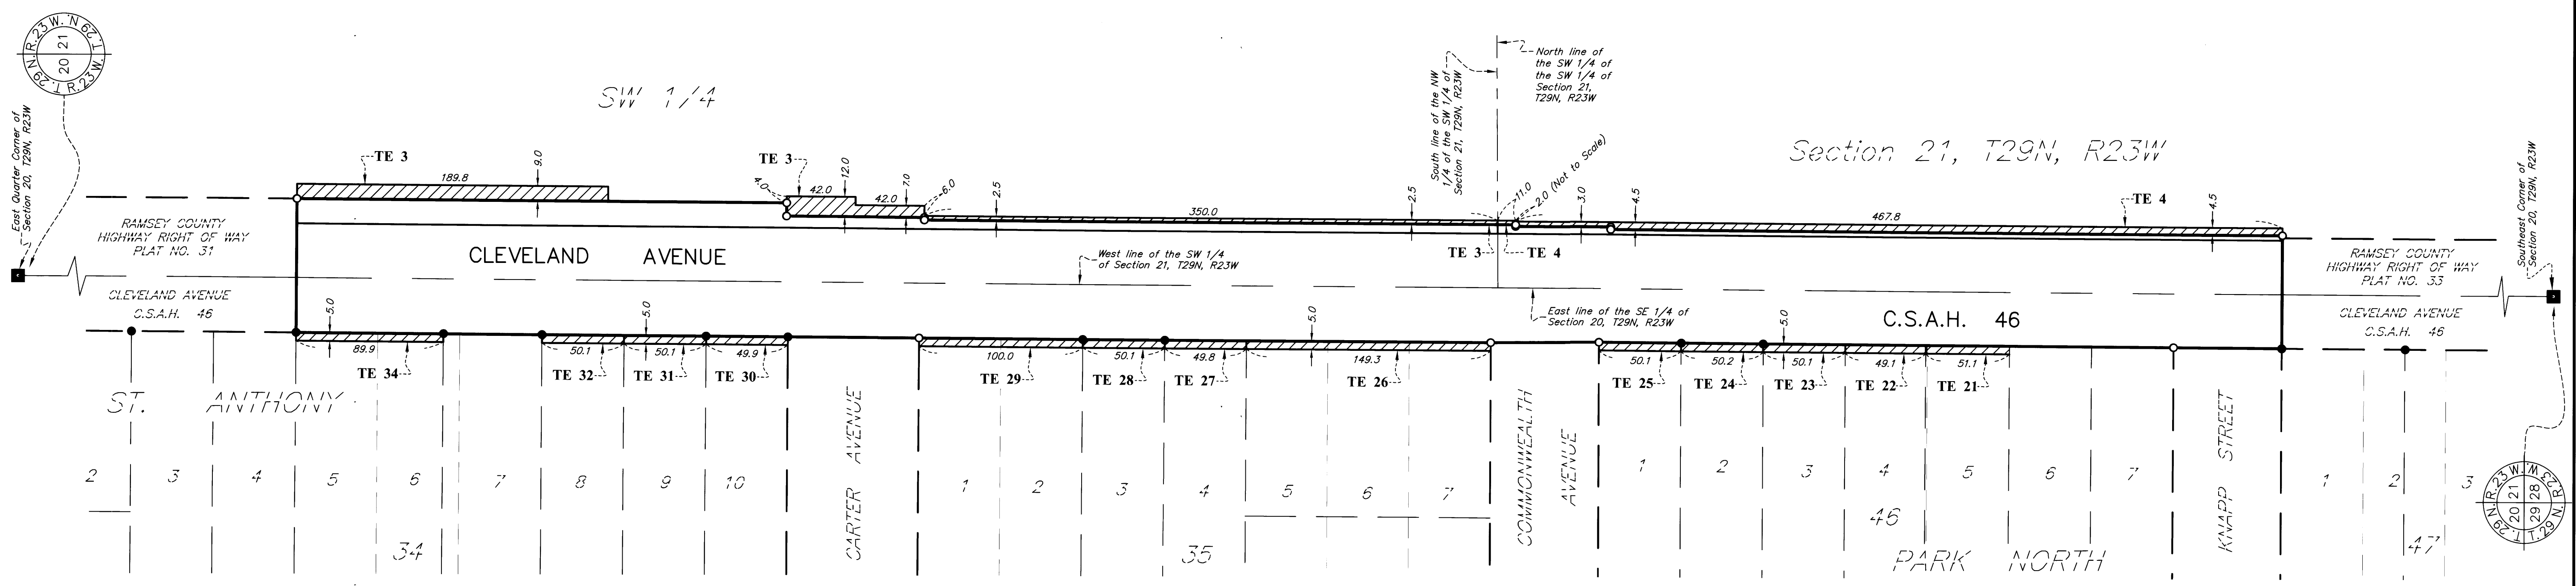 T.29 N. R.23 W.
20 21
T.29 N. R.23 W.
East Quarter Corner of
Section 20, T29N, R23W
SW 1/4
South line of the NW
1/4 of the SW 1/4 of
Section 21, T29N, R23W
North line of
the SW 1/4 of
the SW 1/4 of
Section 21,
T29N, R23W
Section 21, T29N, R23W
Southeast Corner of
Section 20, T29N, R23W
TE 3
189.8
9.0
TE 3
4.0
42.0
12.0
42.0
7.0
6.0
2.5
350.0
2.5
11.0
2.0 (Not to Scale)
3.0
4.5
467.8
TE 4
4.5
RAMSEY COUNTY
HIGHWAY RIGHT OF WAY
PLAT NO. 31
CLEVELAND AVENUE
C.S.A.H. 46
CLEVELAND AVENUE
West line of the SW 1/4
of Section 21, T29N, R23W
TE 3
TE 4
East line of the SE 1/4 of
Section 20, T29N, R23W
C.S.A.H. 46
RAMSEY COUNTY
HIGHWAY RIGHT OF WAY
PLAT NO. 33
CLEVELAND AVENUE
C.S.A.H. 46
5.0
89.9
TE 34
50.1
TE 32
5.0
50.1
TE 31
49.9
TE 30
100.0
TE 29
50.1
TE 28
49.8
TE 27
5.0
149.3
TE 26
50.1
TE 25
50.2
TE 24
5.0
50.1
TE 23
49.1
TE 22
51.1
TE 21
ST. ANTHONY
2 3 4 5 6 7 8 9 10
34
CARTER AVENUE
1 2 3 4 5 6 7
35
COMMONWEALTH
AVENUE
1 2 3 4 5 6 7
46
PARK NORTH
KNAPP STREET
1 2 3
47
T.29 N. R.23 W.
20 21
29 28
T.29 N. R.23 W.